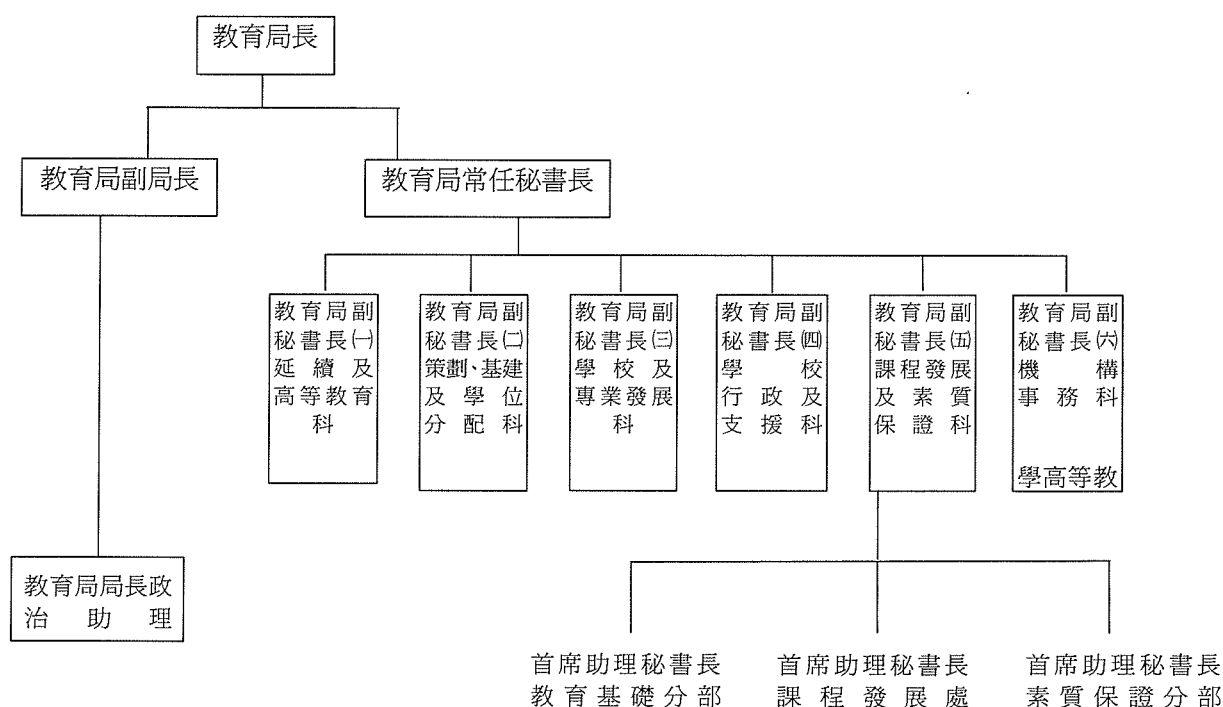 教育局長
教育局副局長
教育局常任秘書長
教育局副
秘書長㈠
延續及
高等教育
科
教育局副
秘書長㈡
策劃、基建
及學位
分配科
教育局副
秘書長㈢
學校及
專業發展
科
教育局副
秘書長㈣
學校
行政及
支援科
教育局副
秘書長㈤
課程發展
及素質
保證科
教育局副
秘書長㈥
機構
事務科
學高等教
教育局局長政
治助理
首席助理秘書長
教育基礎分部
首席助理秘書長
課程發展處
首席助理秘書長
素質保證分部